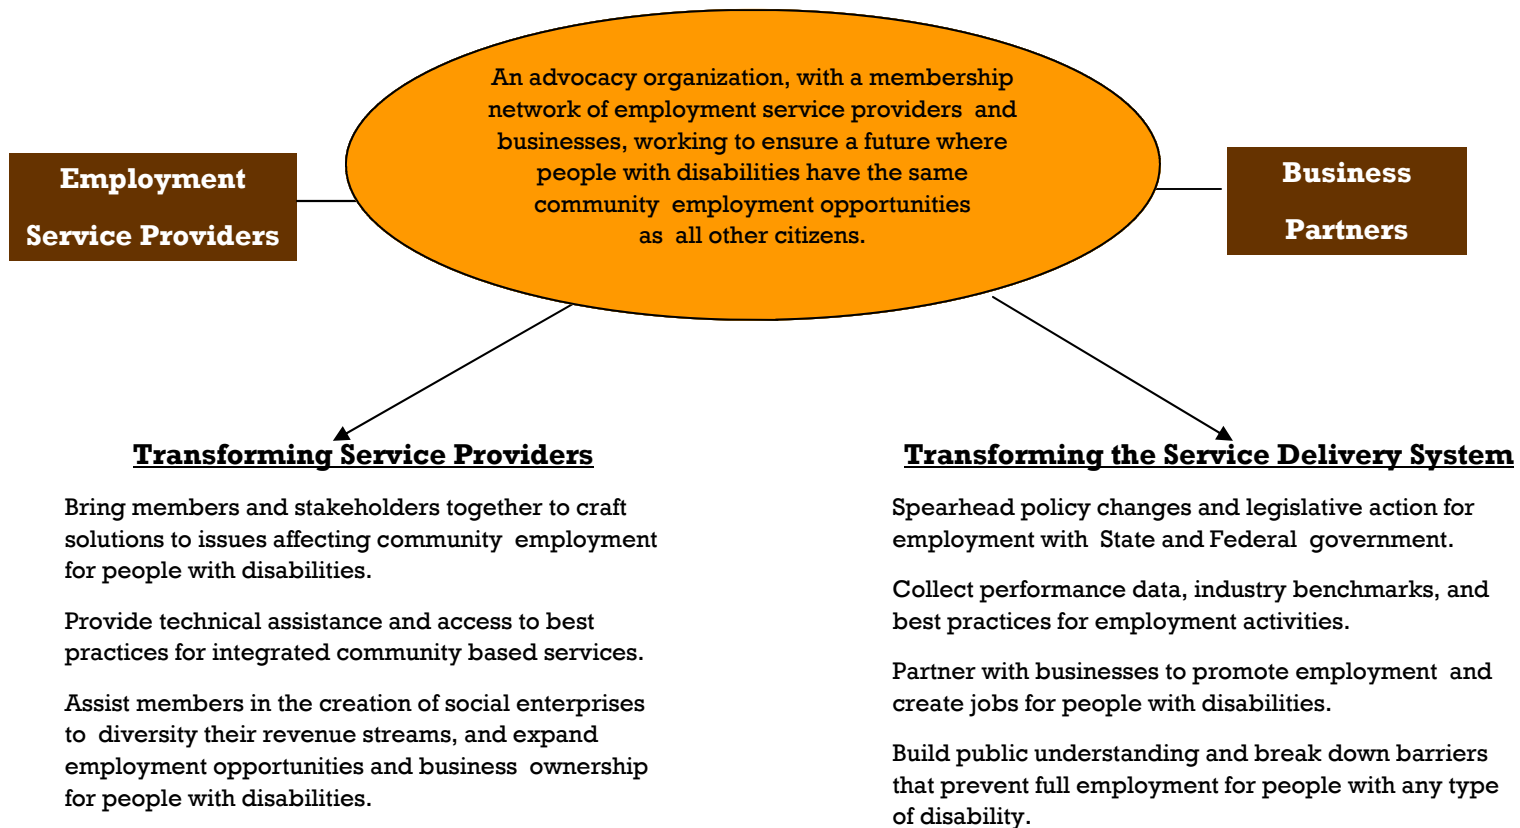 An advocacy organization, with a membership
network of employment service providers and
businesses, working to ensure a future where
people with disabilities have the same
community employment opportunities
as all other citizens.
Employment
Service Providers
Business
Partners
Transforming Service Providers
Bring members and stakeholders together to craft
solutions to issues affecting community employment
for people with disabilities.
Provide technical assistance and access to best
practices for integrated community based services.
Assist members in the creation of social enterprises
to diversity their revenue streams, and expand
employment opportunities and business ownership
for people with disabilities.
Transforming the Service Delivery System
Spearhead policy changes and legislative action for
employment with State and Federal government.
Collect performance data, industry benchmarks, and
best practices for employment activities.
Partner with businesses to promote employment and
create jobs for people with disabilities.
Build public understanding and break down barriers
that prevent full employment for people with any type
of disability.